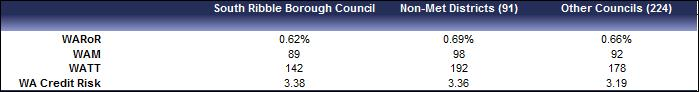 South Ribble Borough Council Non-Met Districts (91) Other Councils (224)
WARoR 0.62% 0.69% 0.66%
WAM 89 98 92
WATT 142 192 178
WA Credit Risk 3.38 3.36 3.19